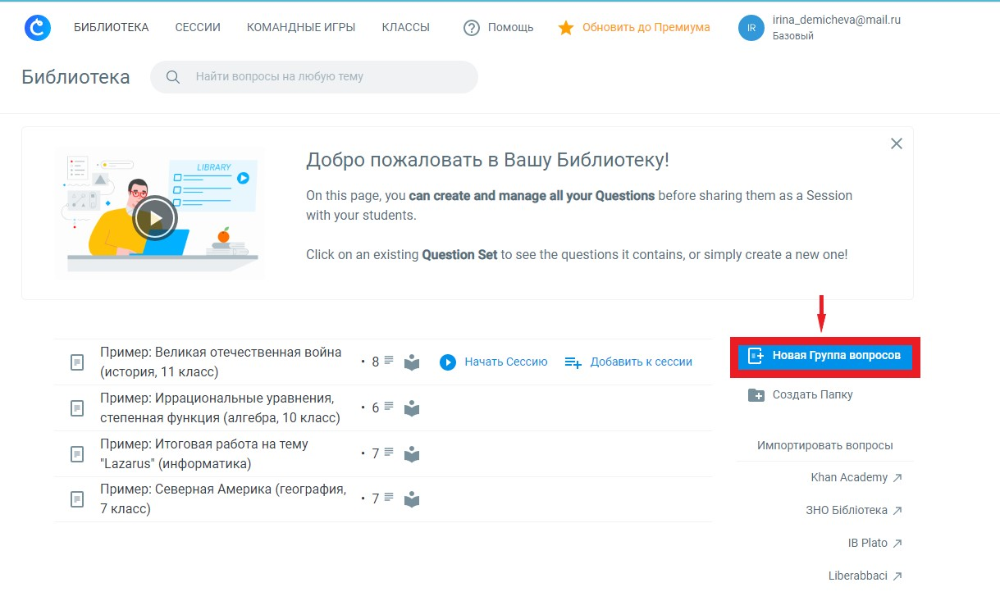 БИБЛИОТЕКА СЕССИИ КОМАНДНЫЕ ИГРЫ КЛАССЫ Помощь Обновить до Премиума
IR
irina_demicheva@mail.ru
Базовый
Библиотека
Найти вопросы на любую тему
LIBRARY
Добро пожаловать в Вашу Библиотеку!
On this page, you can create and manage all your Questions before sharing them as a Session
with your students.
Click on an existing Question Set to see the questions it contains, or simply create a new one!
Пример: Великая отечественная война
(история, 11 класс)
• 8
Начать Сессию
Добавить к сессии
Пример: Иррациональные уравнения,
степенная функция (алгебра, 10 класс)
• 6
Пример: Итоговая работа на тему
"Lazarus" (информатика)
• 7
Пример: Северная Америка (география,
7 класс)
• 7
Новая Группа вопросов
Создать Папку
Импортировать вопросы
Khan Academy
ЗНО Бібліотека
IB Plato
Liberabbaci